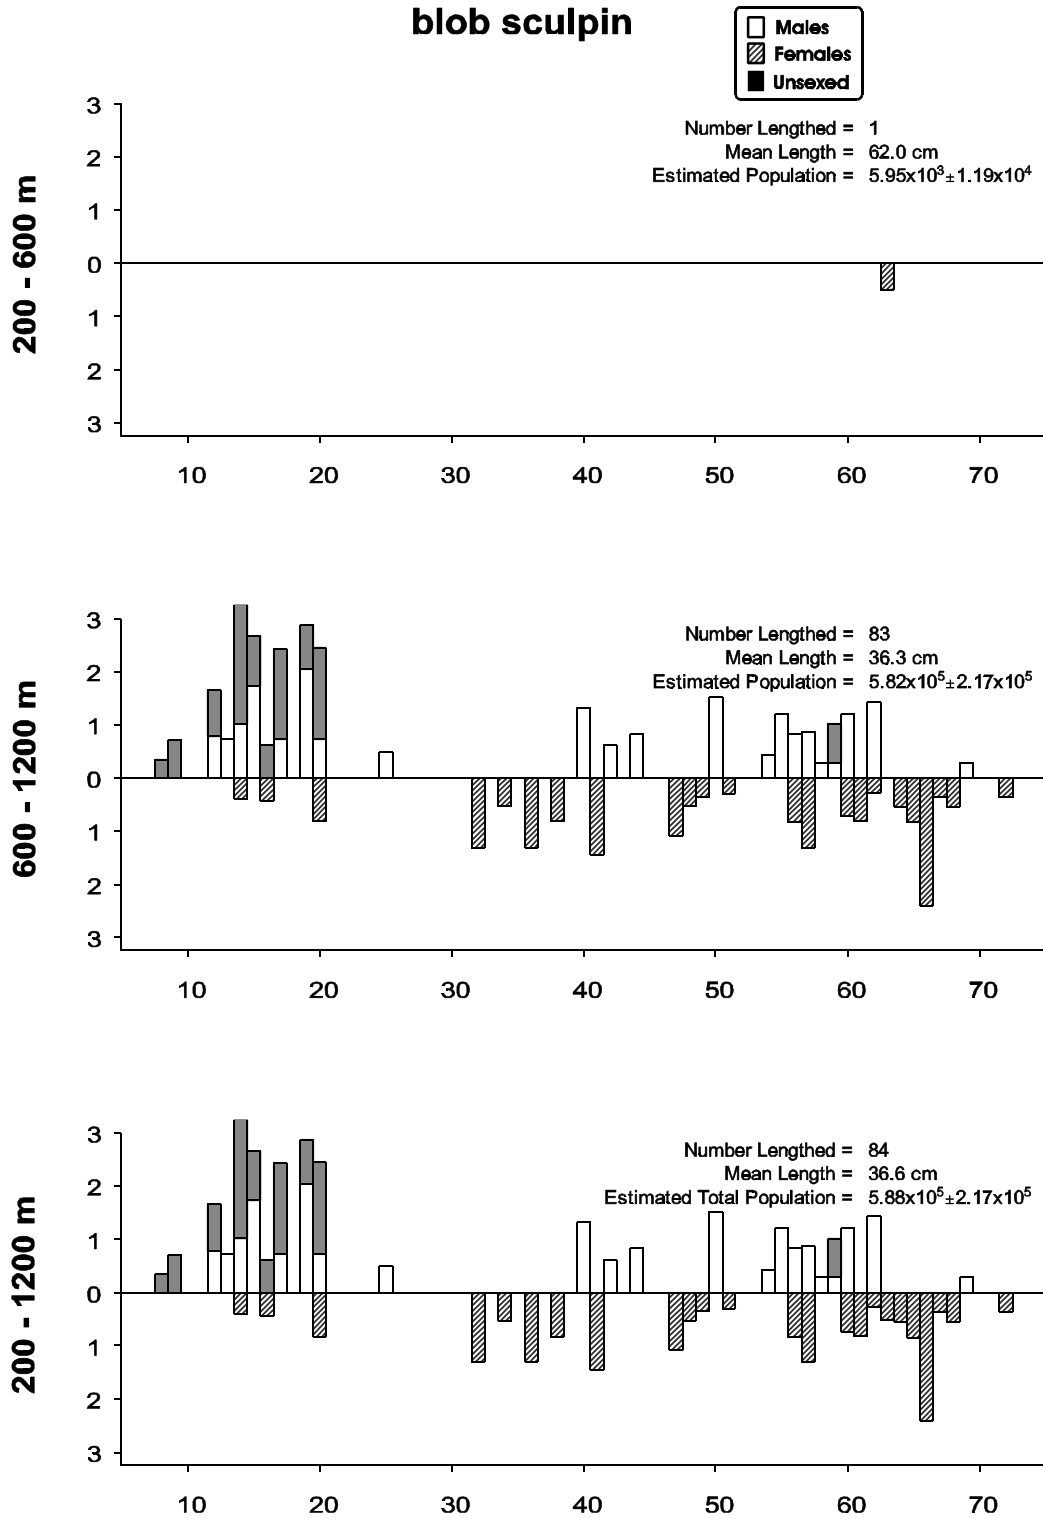 blob sculpin
Males
Females
Unsexed
200 - 600 m
3
2
1
0
1
2
3
Number Lengthed = 1
Mean Length = 62.0 cm
Estimated Population = 5.95x10³±1.19x10⁴
10 20 30 40 50 60 70
600 - 1200 m
3
2
1
0
1
2
3
Number Lengthed = 83
Mean Length = 36.3 cm
Estimated Population = 5.82x10⁵±2.17x10⁵
10 20 30 40 50 60 70
200 - 1200 m
3
2
1
0
1
2
3
Number Lengthed = 84
Mean Length = 36.6 cm
Estimated Total Population = 5.88x10⁵±2.17x10⁵
10 20 30 40 50 60 70